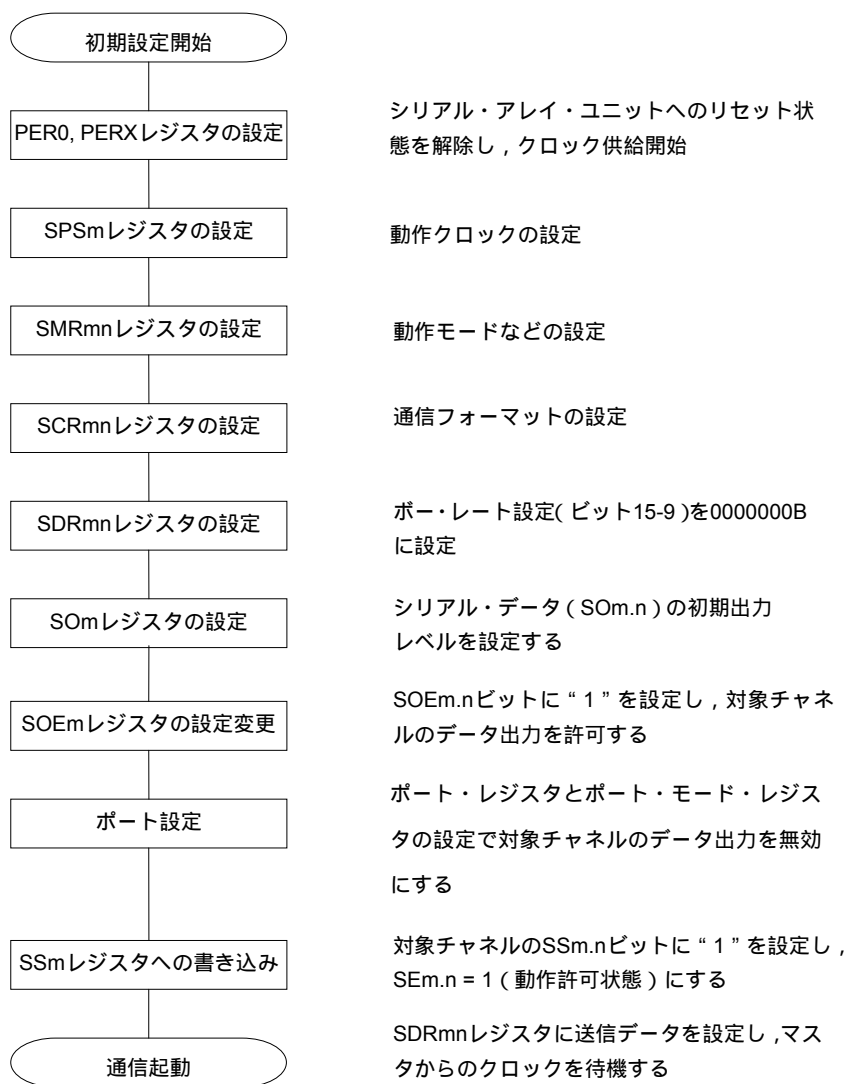 初期設定開始
PER0, PERXレジスタの設定
シリアル・アレイ・ユニットへのリセット状
態を解除し，クロック供給開始
SPSmレジスタの設定
動作クロックの設定
SMRmnレジスタの設定
動作モードなどの設定
SCRmnレジスタの設定
通信フォーマットの設定
SDRmnレジスタの設定
ボー・レート設定（ビット15-9）を0000000B
に設定
SOmレジスタの設定
シリアル・データ（SOm.n）の初期出力
レベルを設定する
SOEmレジスタの設定変更
SOEm.nビットに“1”を設定し，対象チャネ
ルのデータ出力を許可する
ポート設定
ポート・レジスタとポート・モード・レジス
タの設定で対象チャネルのデータ出力を無効
にする
SSmレジスタへの書き込み
対象チャネルのSSm.nビットに“1”を設定し，
SEm.n = 1（動作許可状態）にする
通信起動
SDRmnレジスタに送信データを設定し，マス
タからのクロックを待機する